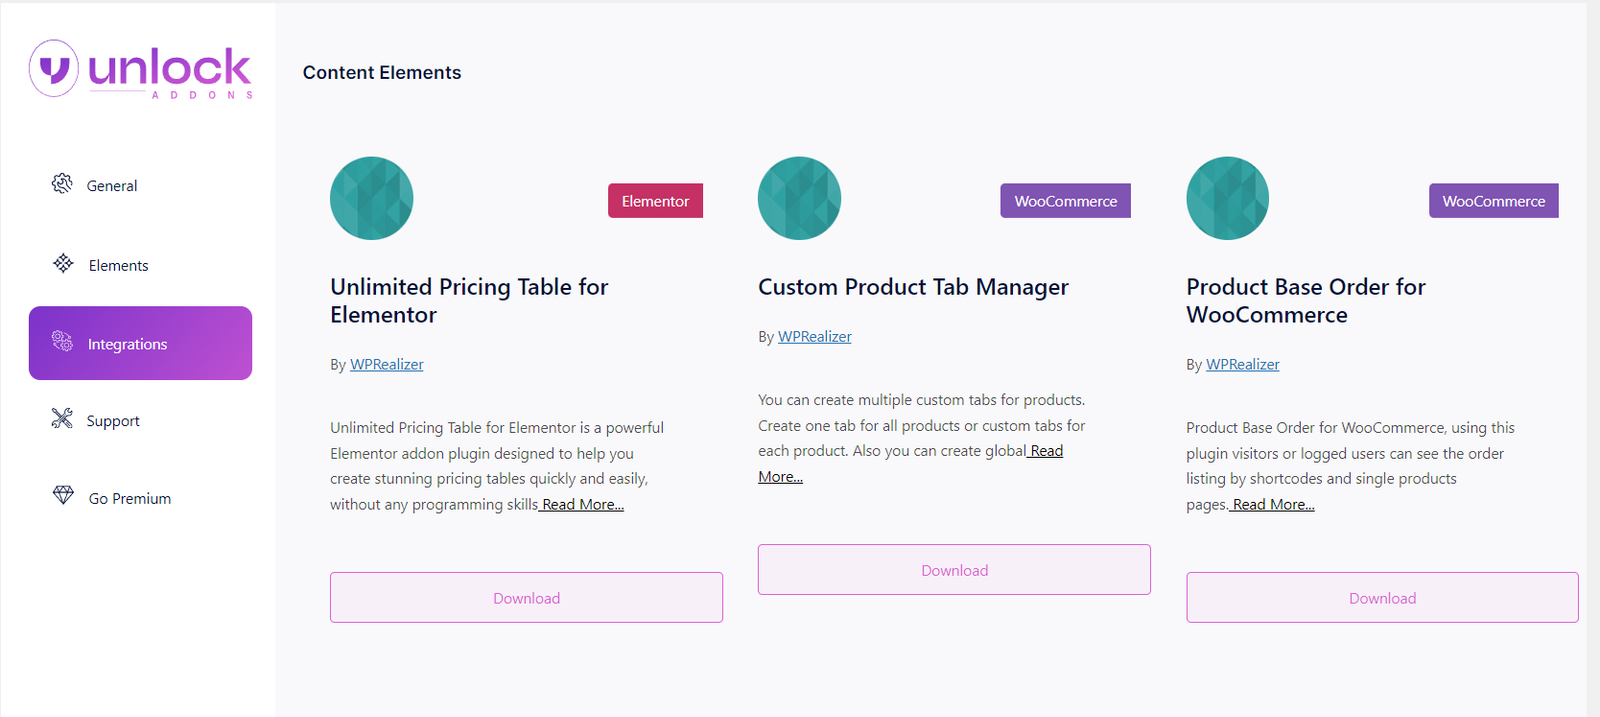 unlock
ADDONS
General
Elements
Integrations
Support
Go Premium
Content Elements
Elementor
Unlimited Pricing Table for
Elementor
By WPRealizer
Unlimited Pricing Table for Elementor is a powerful
Elementor addon plugin designed to help you
create stunning pricing tables quickly and easily,
without any programming skills Read More...
Download
WooCommerce
Custom Product Tab Manager
By WPRealizer
You can create multiple custom tabs for products.
Create one tab for all products or custom tabs for
each product. Also you can create global Read
More...
Download
WooCommerce
Product Base Order for
WooCommerce
By WPRealizer
Product Base Order for WooCommerce, using this
plugin visitors or logged users can see the order
listing by shortcodes and single products
pages. Read More...
Download